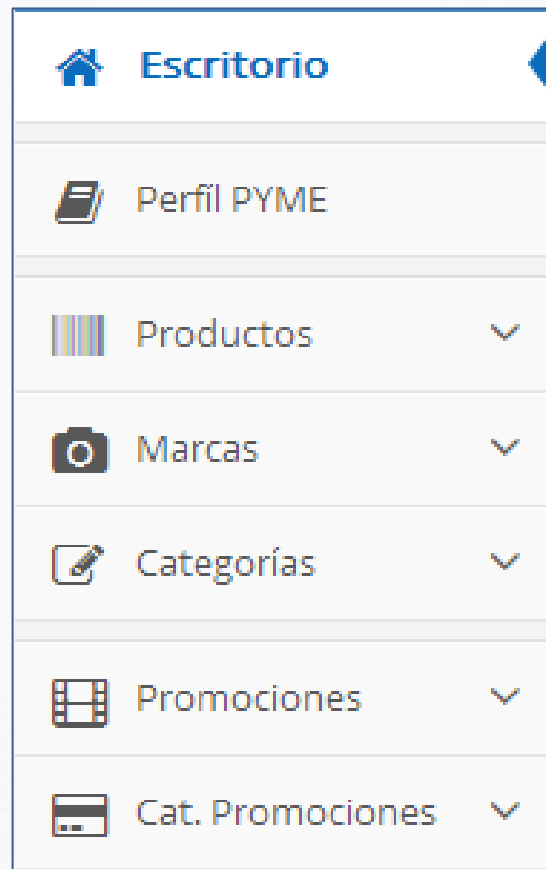 Escritorio
Perfíl PYME
Productos
Marcas
Categorías
Promociones
Cat. Promociones